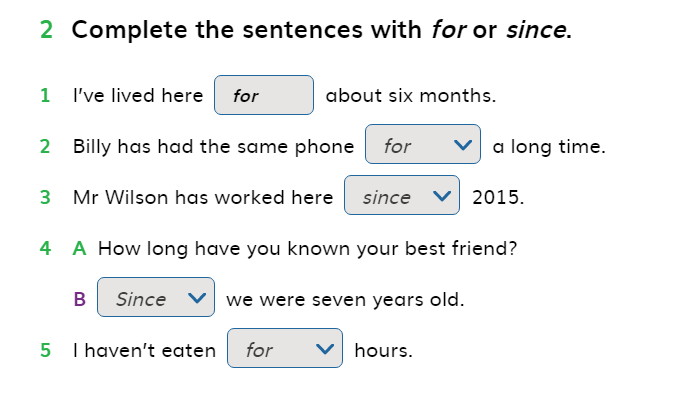 2 Complete the sentences with for or since.
1 I've lived here for about six months.
2 Billy has had the same phone for a long time.
3 Mr Wilson has worked here since 2015.
4 A How long have you known your best friend?
B Since we were seven years old.
5 I haven't eaten for hours.